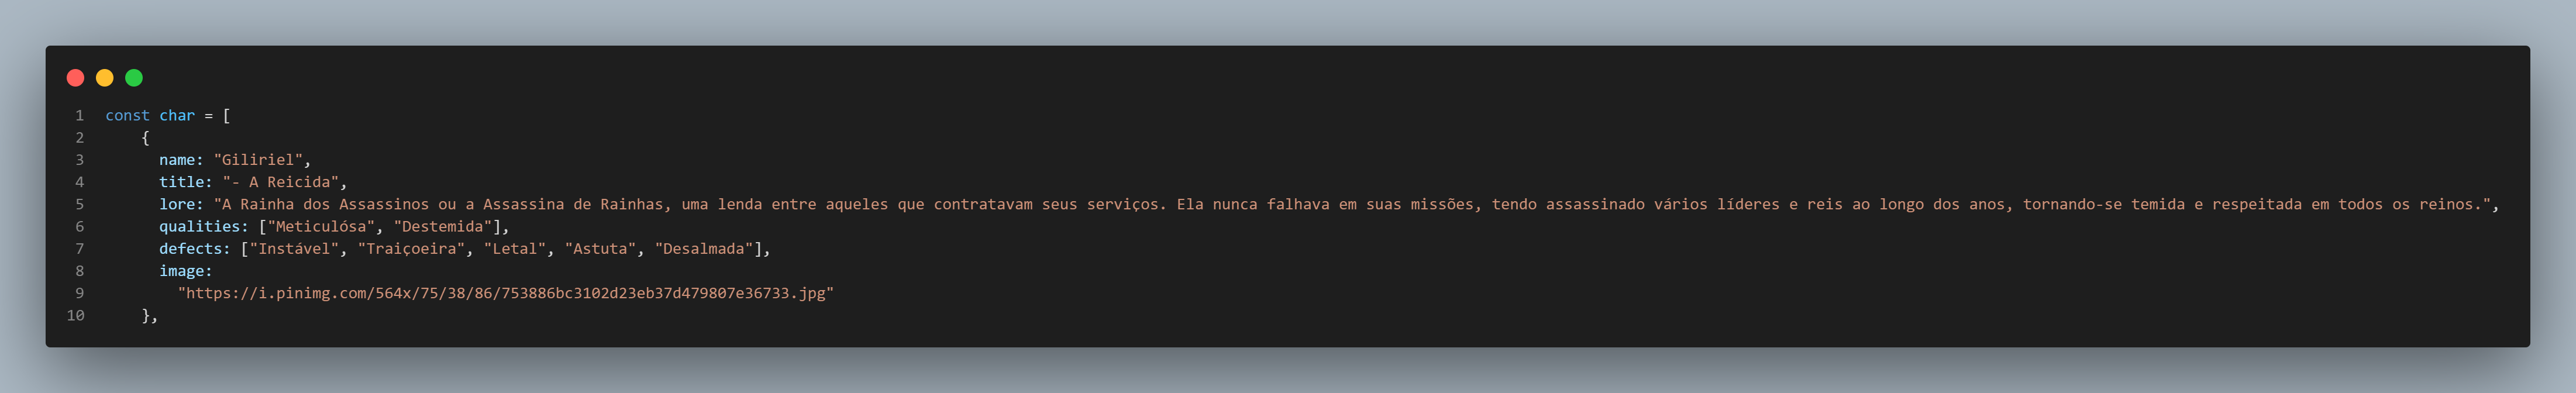 1 const char = [
2 {
3 name: "Giliriel",
4 title: "- A Reicida",
5 lore: "A Rainha dos Assassinos ou a Assassina de Rainhas, uma lenda entre aqueles que contratavam seus serviços. Ela nunca falhava em suas missões, tendo assassinado vários líderes e reis ao longo dos anos, tornando-se temida e respeitada em todos os reinos.",
6 qualities: ["Meticulósa", "Destemida"],
7 defects: ["Instável", "Traiçoeira", "Letal", "Astuta", "Desalmada"],
8 image:
9 "https://i.pinimg.com/564x/75/38/86/753886bc3102d23eb37d479807e36733.jpg"
10 },